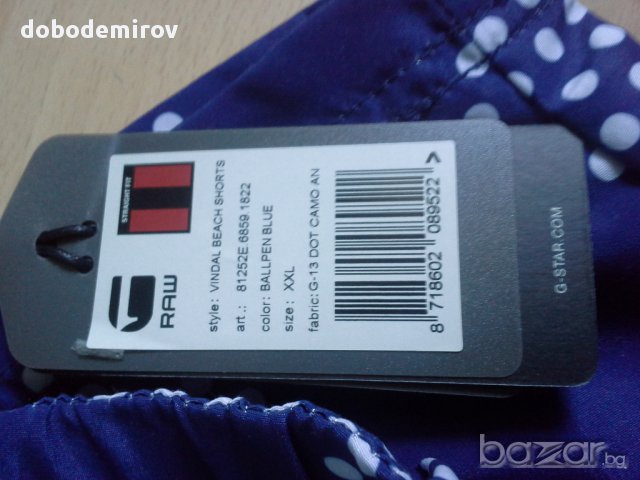 dobodemirov
STRAIGHT FIT
RAW
style: VINDAL BEACH SHORTS
art.: 81252E.6859.1822
color: BALLPEN BLUE
size: XXL
fabric: G-13 DOT CAMO AN
8 718602 089522 >
G-STAR.COM
bazar.bg